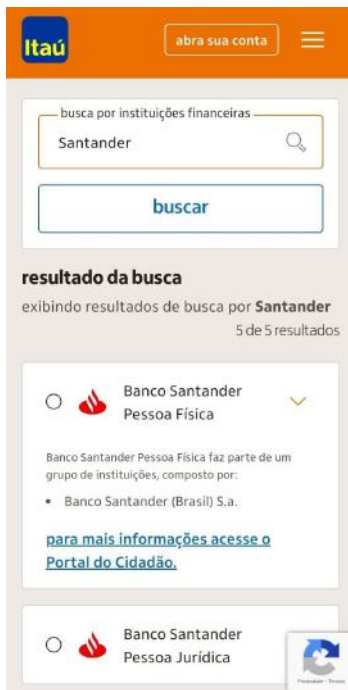 Itaú
abra sua conta
busca por instituições financeiras
Santander
buscar
resultado da busca
exibindo resultados de busca por Santander
5 de 5 resultados
Banco Santander
Pessoa Física
Banco Santander Pessoa Física faz parte de um
grupo de instituições, composto por:
• Banco Santander (Brasil) S.a.
para mais informações acesse o
Portal do Cidadão.
Banco Santander
Pessoa Jurídica